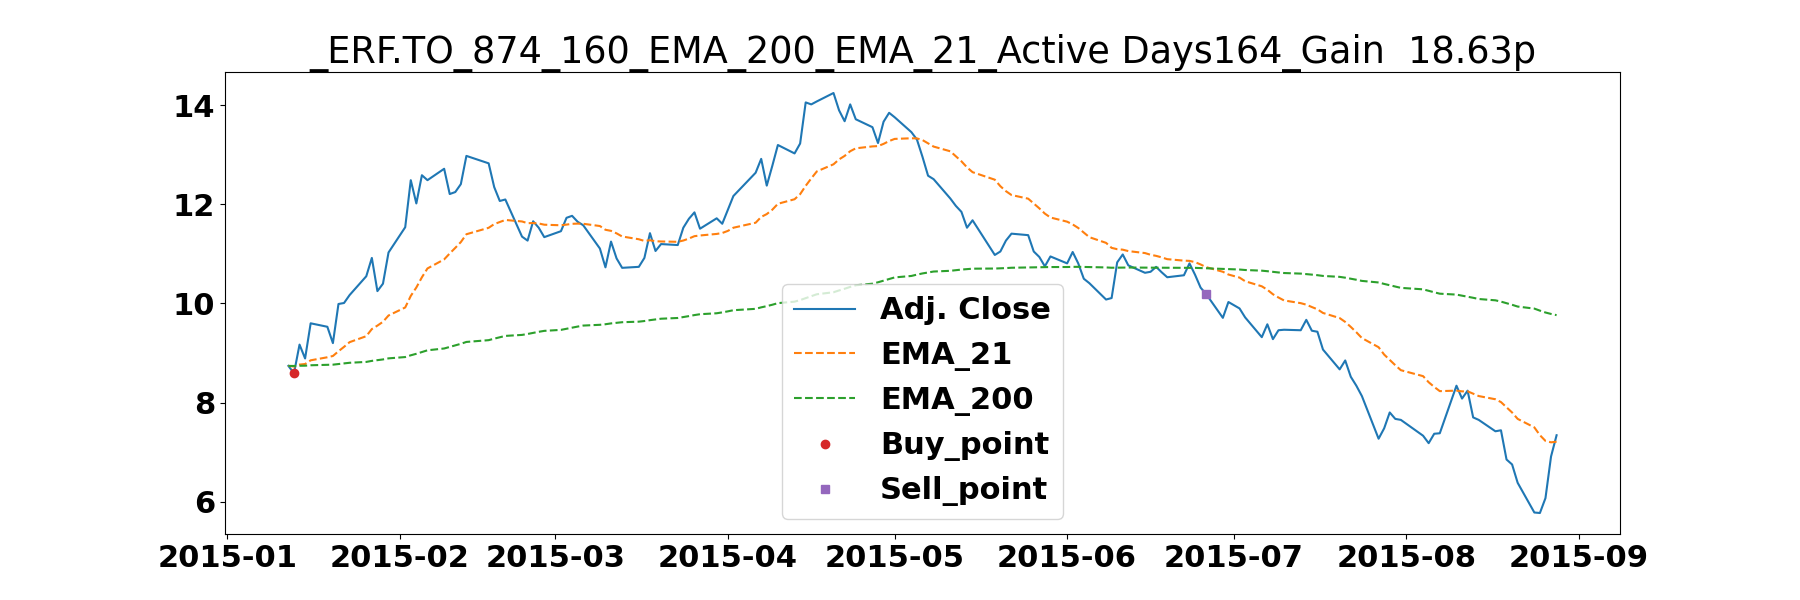 _ERF.TO_874_160_EMA_200_EMA_21_Active Days164_Gain  18.63p
14
12
10
8
6
Adj. Close
EMA_21
EMA_200
Buy_point
Sell_point
2015-01 2015-02 2015-03 2015-04 2015-05 2015-06 2015-07 2015-08 2015-09